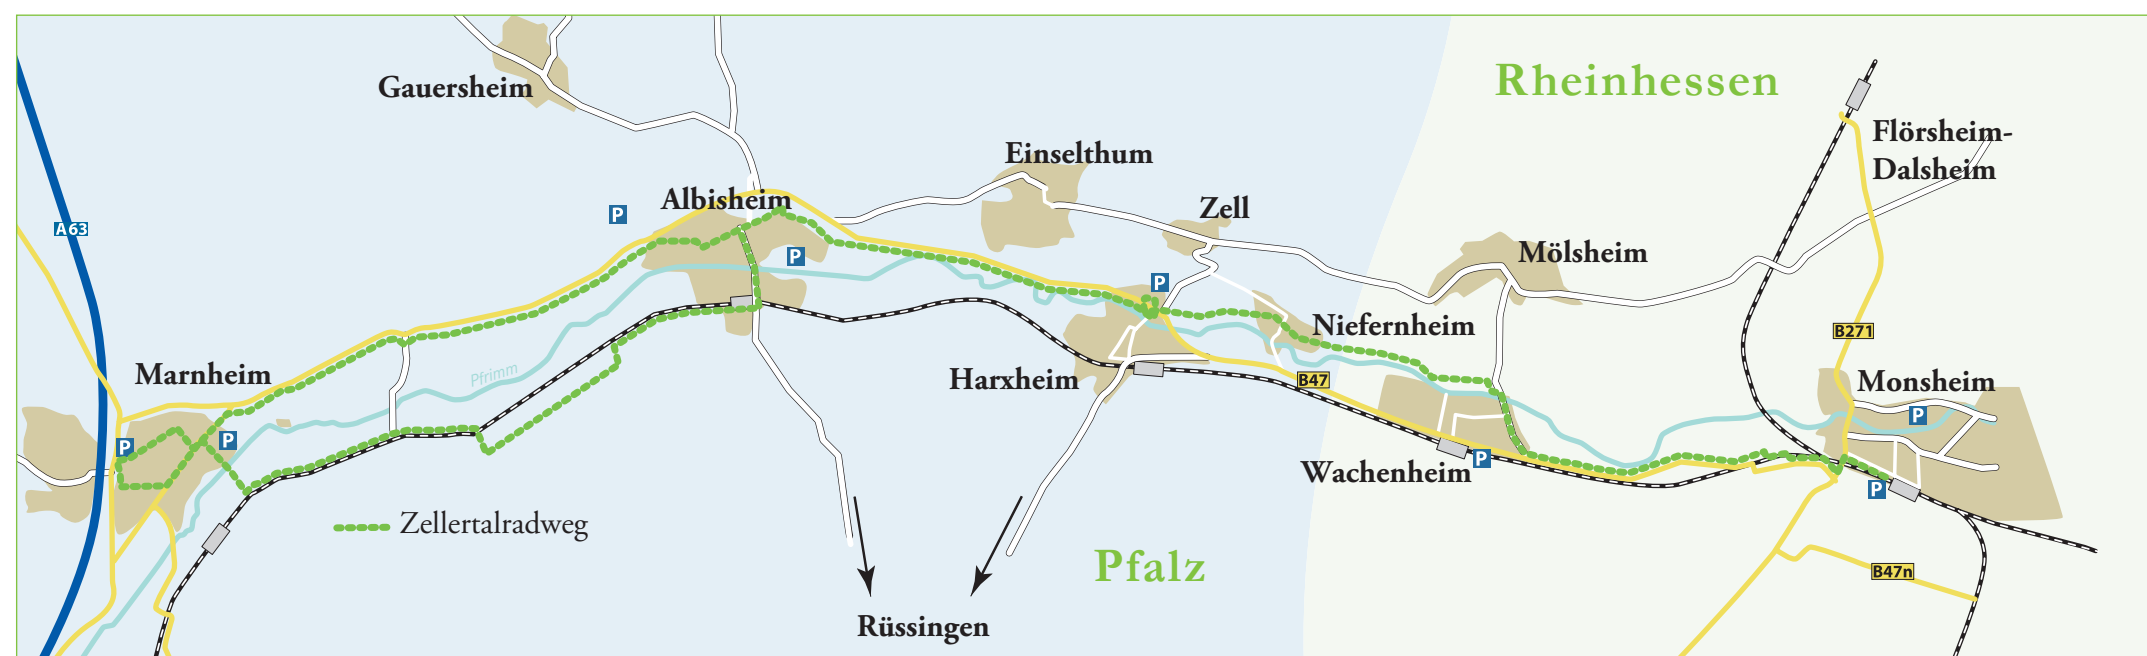 Rheinhessen
Gauersheim
Flörsheim-
Dalsheim
Einselthum
Albisheim
Zell
P
A63
Mölsheim
P
P
Niefernheim
B271
Marnheim
Pfrimm
Harxheim
B47
Monsheim
P
P
P
Wachenheim
P
P
Zellertalradweg
Pfalz
B47n
Rüssingen